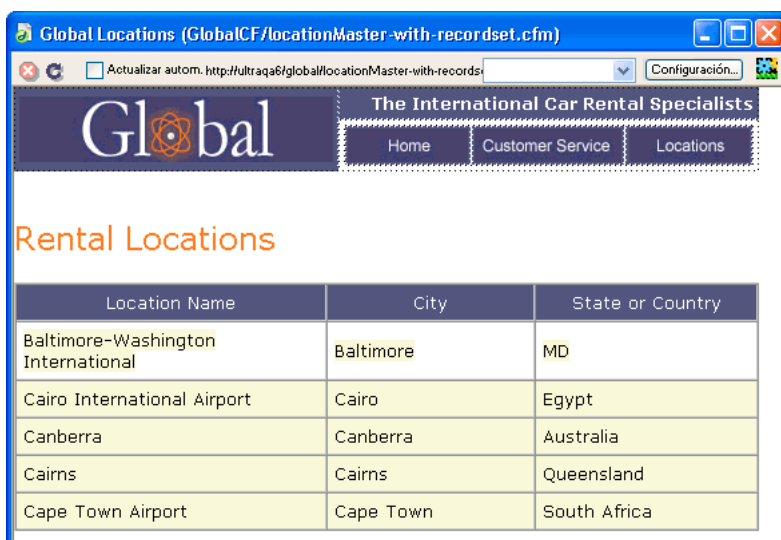 Global Locations (GlobalCF/locationMaster-with-recordset.cfm)
Actualizar autom. http://ultraqa6/global/locationMaster-with-records Configuración...
Global
The International Car Rental Specialists
Home Customer Service Locations
Rental Locations
Location Name City State or Country
Baltimore-Washington
International Baltimore MD
Cairo International Airport Cairo Egypt
Canberra Canberra Australia
Cairns Cairns Queensland
Cape Town Airport Cape Town South Africa